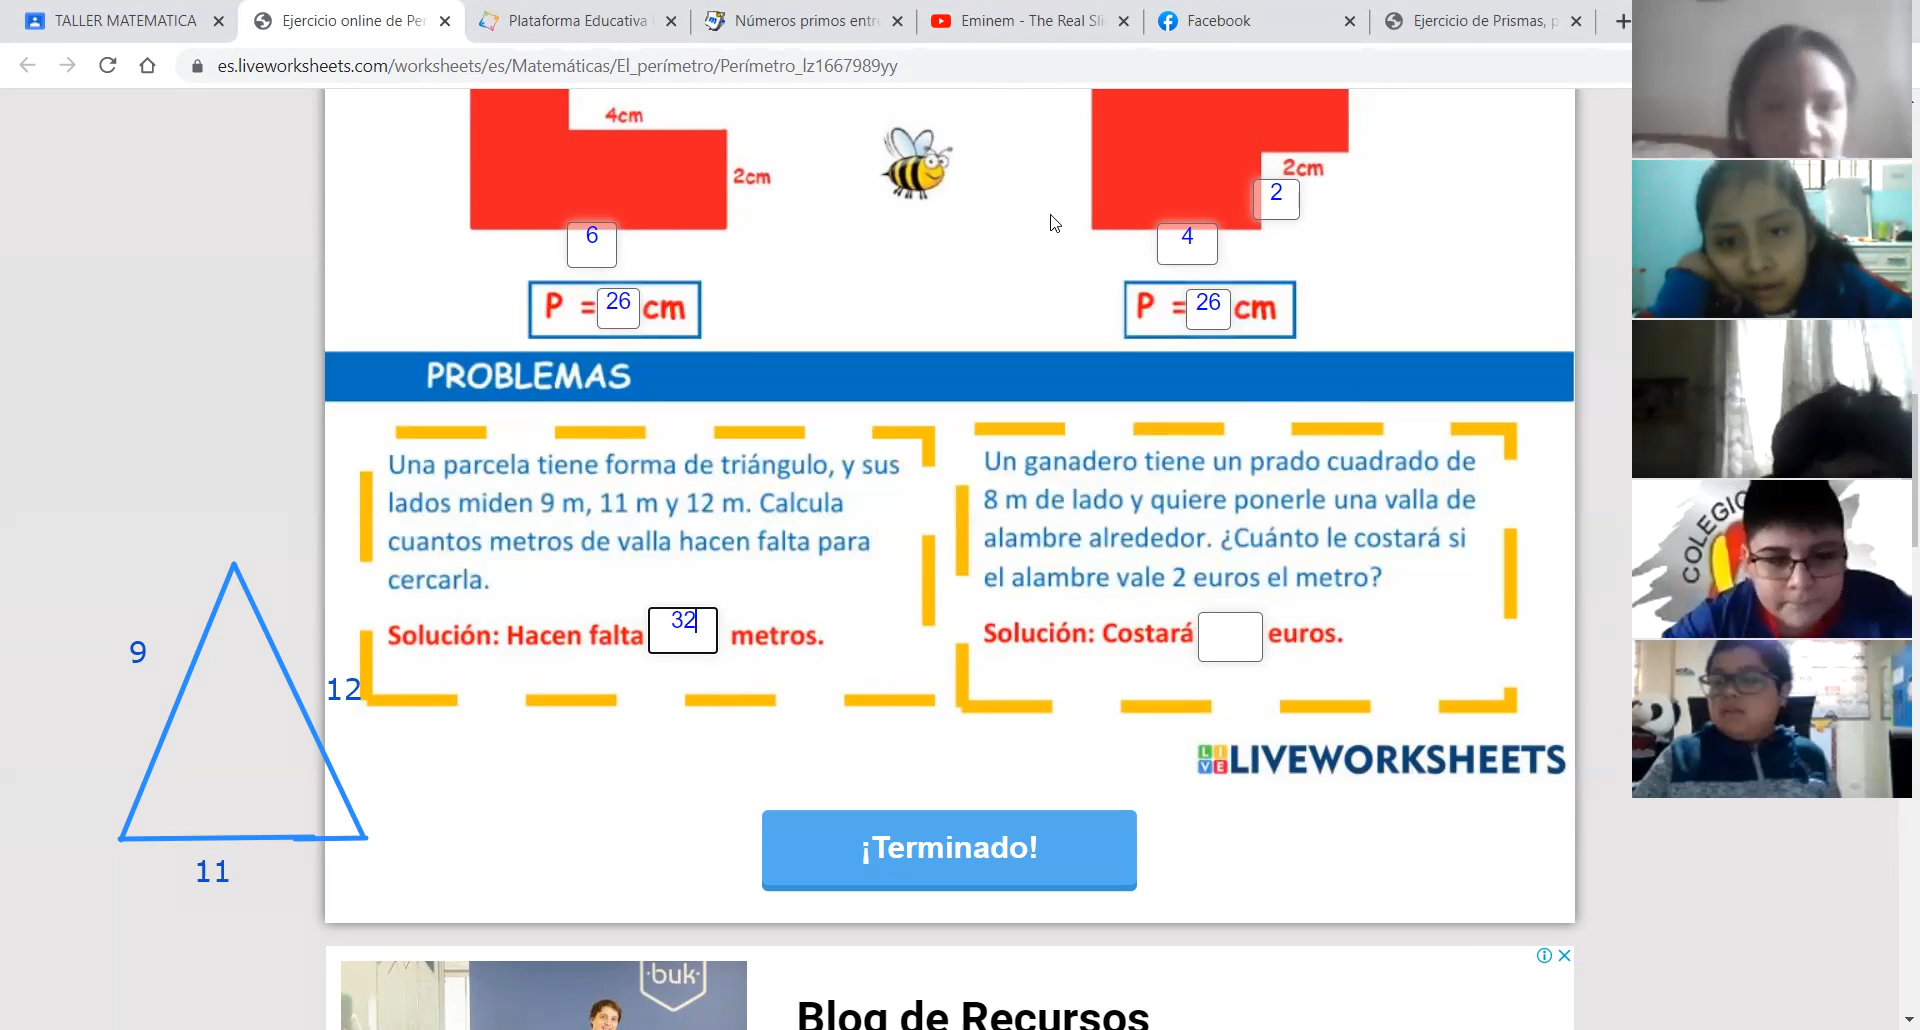 TALLER MATEMATICA
Ejercicio online de Per
Plataforma Educativa
Números primos entr
Eminem - The Real Sli
Facebook
Ejercicio de Prismas, p
es.liveworksheets.com/worksheets/es/Matemáticas/El_perímetro/Perímetro_lz1667989yy
4cm
2cm
6
P = 26 cm
2cm
2
4
P = 26 cm
PROBLEMAS
Una parcela tiene forma de triángulo, y sus
lados miden 9 m, 11 m y 12 m. Calcula
cuantos metros de valla hacen falta para
cercarla.
Solución: Hacen falta 32 metros.
Un ganadero tiene un prado cuadrado de
8 m de lado y quiere ponerle una valla de
alambre alrededor. ¿Cuánto le costará si
el alambre vale 2 euros el metro?
Solución: Costará euros.
9
12
11
LIVE LIVEWORKSHEETS
¡Terminado!
·buk·
Blog de Recursos
COLEGIO